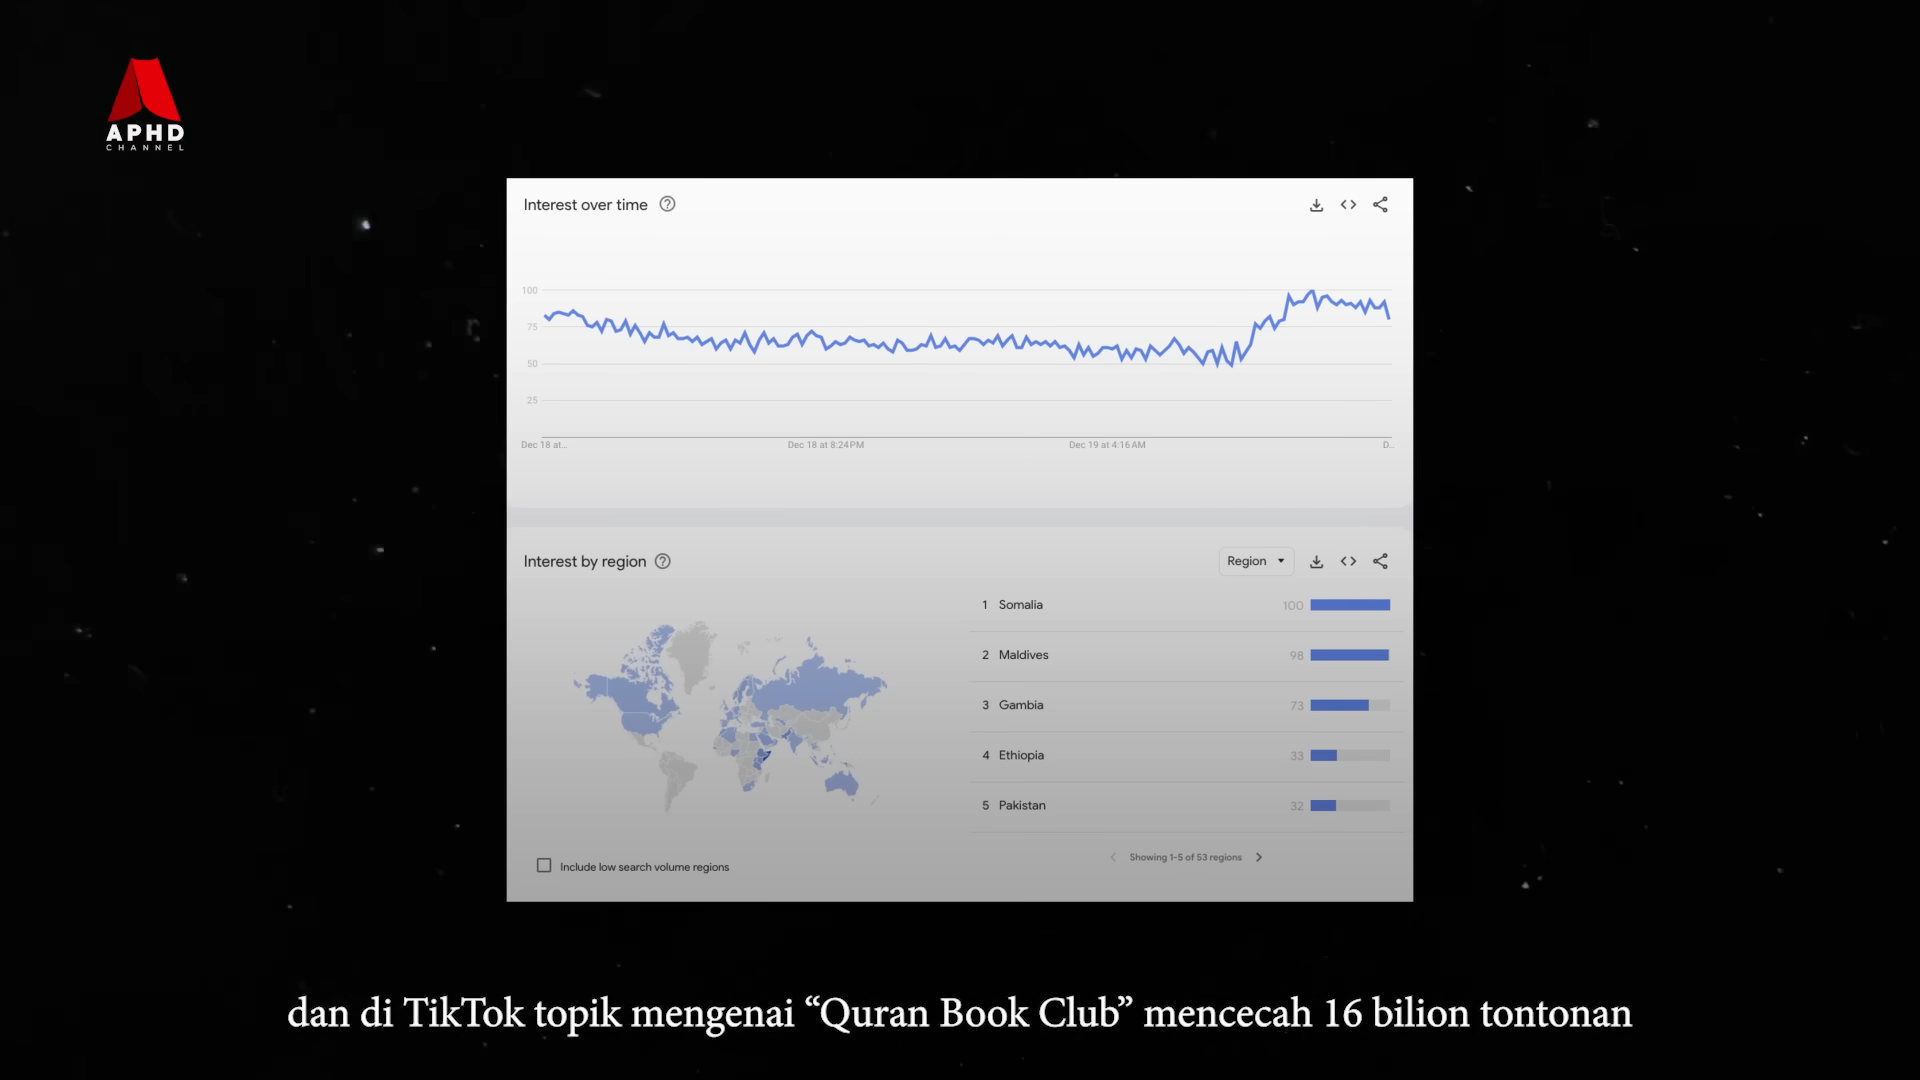 APHD
CHANNEL
Interest over time
100
75
50
25
Dec 18 at...
Dec 18 at 8:24 PM
Dec 19 at 4:16 AM
D...
Interest by region
Region
1 Somalia 100
2 Maldives 98
3 Gambia 73
4 Ethiopia 33
5 Pakistan 32
Include low search volume regions
Showing 1-5 of 53 regions
dan di TikTok topik mengenai “Quran Book Club” mencecah 16 bilion tontonan